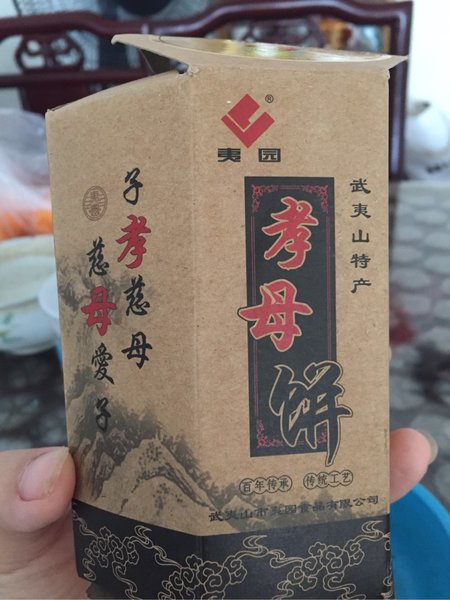 夷园
®
武夷山特产
孝母饼
百年传承 传统工艺
武夷山市夷园食品有限公司
子孝慈母
慈母愛子